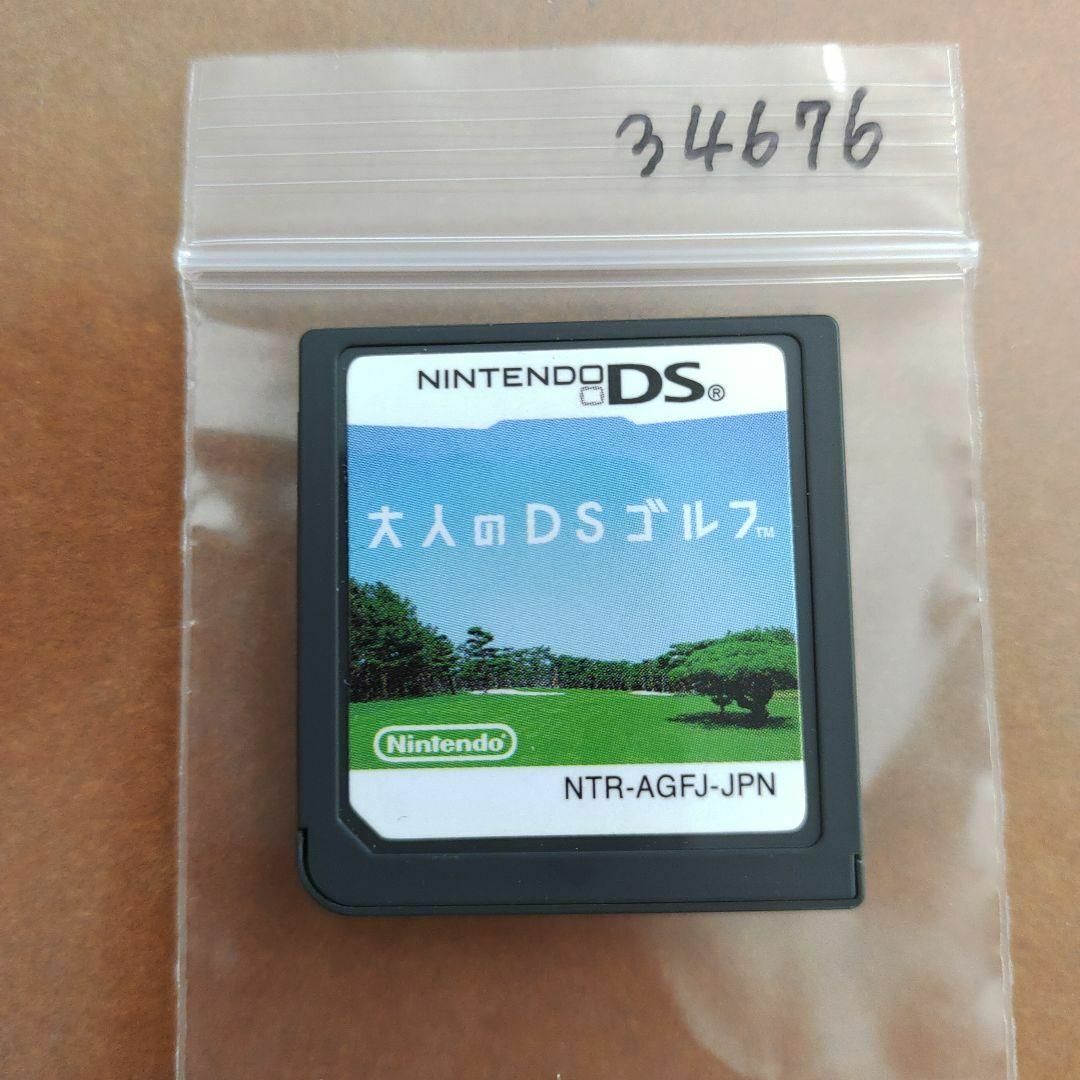 34676
NINTENDO DS®
大人のDSゴルフ™
Nintendo®
NTR-AGFJ-JPN